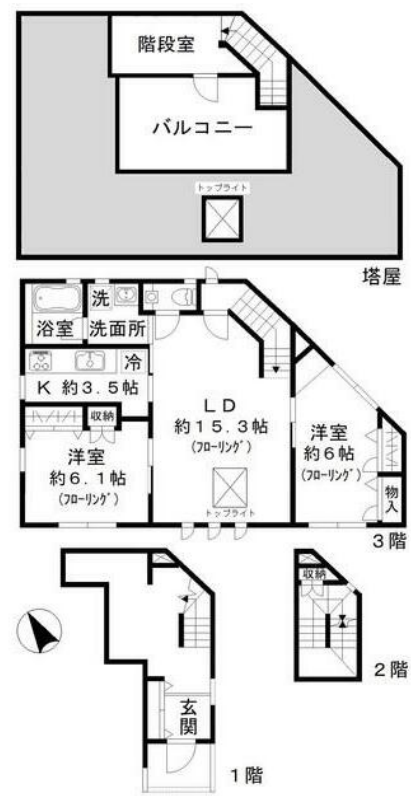 階段室
バルコニー
トップライト
塔屋
浴室
洗
洗面所
K 約3.5帖
冷
収納
洋室
約6.1帖
(フローリング)
LD
約15.3帖
(フローリング)
トップライト
洋室
約6帖
(フローリング)
物入
3階
収納
2階
玄関
1階